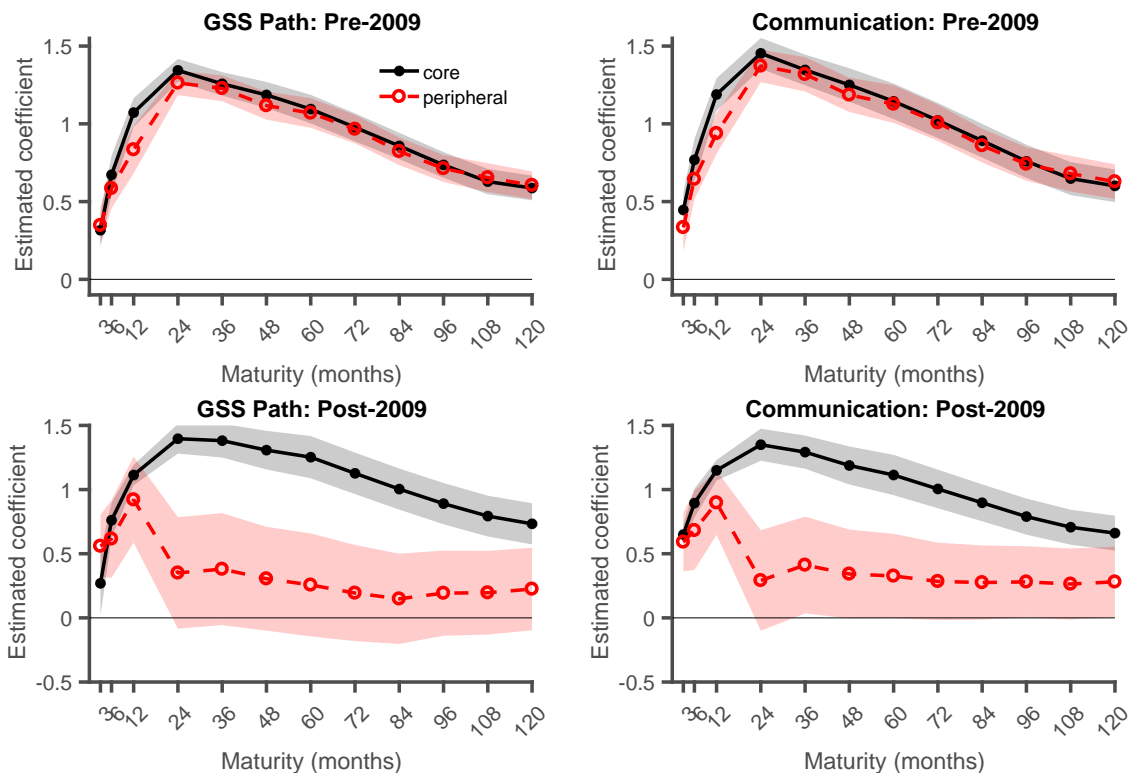 GSS Path: Pre-2009
Estimated coefficient
1.5
1
0.5
0
core
peripheral
3 6 12 24 36 48 60 72 84 96 108 120
Maturity (months)
Communication: Pre-2009
Estimated coefficient
1.5
1
0.5
0
3 6 12 24 36 48 60 72 84 96 108 120
Maturity (months)
GSS Path: Post-2009
Estimated coefficient
1.5
1
0.5
0
-0.5
3 6 12 24 36 48 60 72 84 96 108 120
Maturity (months)
Communication: Post-2009
Estimated coefficient
1.5
1
0.5
0
-0.5
3 6 12 24 36 48 60 72 84 96 108 120
Maturity (months)